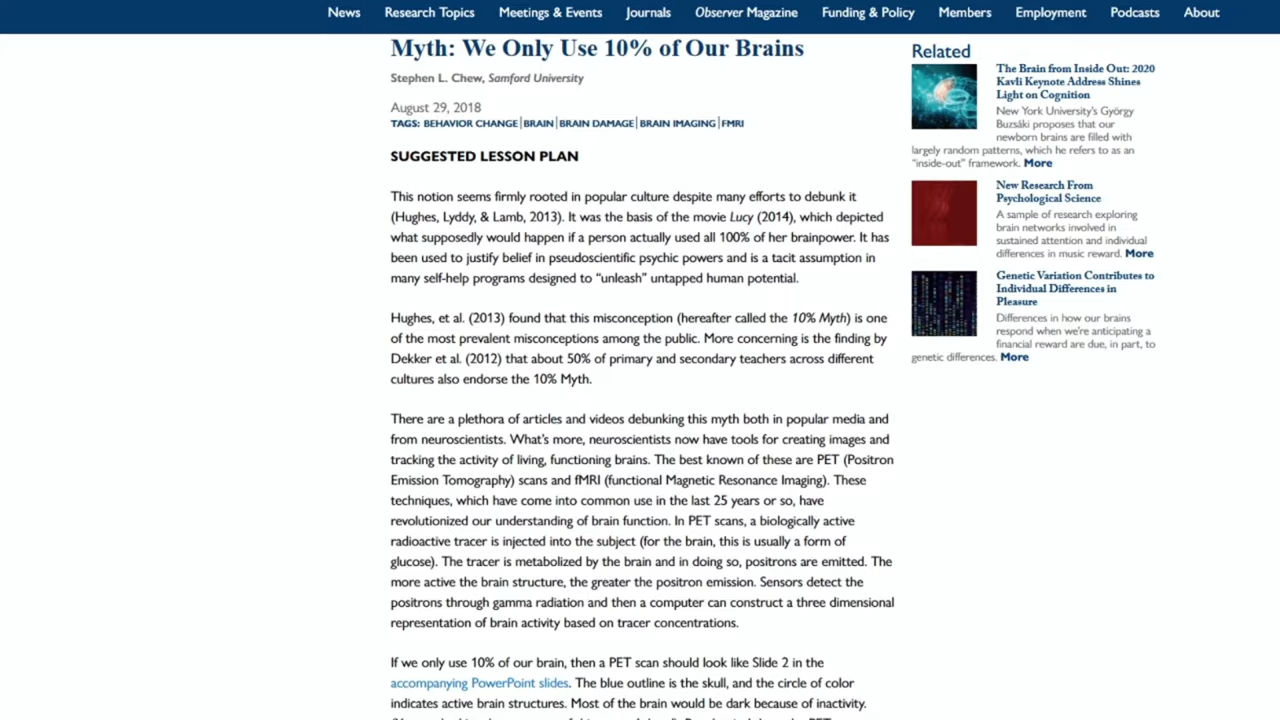 News Research Topics Meetings & Events Journals Observer Magazine Funding & Policy Members Employment Podcasts About
Myth: We Only Use 10% of Our Brains
Stephen L. Chew, Samford University
August 29, 2018
TAGS: BEHAVIOR CHANGE | BRAIN | BRAIN DAMAGE | BRAIN IMAGING | FMRI
SUGGESTED LESSON PLAN
This notion seems firmly rooted in popular culture despite many efforts to debunk it
(Hughes, Lyddy, & Lamb, 2013). It was the basis of the movie Lucy (2014), which depicted
what supposedly would happen if a person actually used all 100% of her brainpower. It has
been used to justify belief in pseudoscientific psychic powers and is a tacit assumption in
many self-help programs designed to “unleash” untapped human potential.
Hughes, et al. (2013) found that this misconception (hereafter called the 10% Myth) is one
of the most prevalent misconceptions among the public. More concerning is the finding by
Dekker et al. (2012) that about 50% of primary and secondary teachers across different
cultures also endorse the 10% Myth.
There are a plethora of articles and videos debunking this myth both in popular media and
from neuroscientists. What’s more, neuroscientists now have tools for creating images and
tracking the activity of living, functioning brains. The best known of these are PET (Positron
Emission Tomography) scans and fMRI (functional Magnetic Resonance Imaging). These
techniques, which have come into common use in the last 25 years or so, have
revolutionized our understanding of brain function. In PET scans, a biologically active
radioactive tracer is injected into the subject (for the brain, this is usually a form of
glucose). The tracer is metabolized by the brain and in doing so, positrons are emitted. The
more active the brain structure, the greater the positron emission. Sensors detect the
positrons through gamma radiation and then a computer can construct a three dimensional
representation of brain activity based on tracer concentrations.
If we only use 10% of our brain, then a PET scan should look like Slide 2 in the
accompanying PowerPoint slides. The blue outline is the skull, and the circle of color
indicates active brain structures. Most of the brain would be dark because of inactivity.
Related
The Brain from Inside Out: 2020
Kavli Keynote Address Shines
Light on Cognition
New York University’s György
Buzsáki proposes that our
newborn brains are filled with
largely random patterns, which he refers to as an
“inside-out” framework. More
New Research From
Psychological Science
A sample of research exploring
brain networks involved in
sustained attention and individual
differences in music reward. More
Genetic Variation Contributes to
Individual Differences in
Pleasure
Differences in how our brains
respond when we’re anticipating a
financial reward are due, in part, to
genetic differences. More